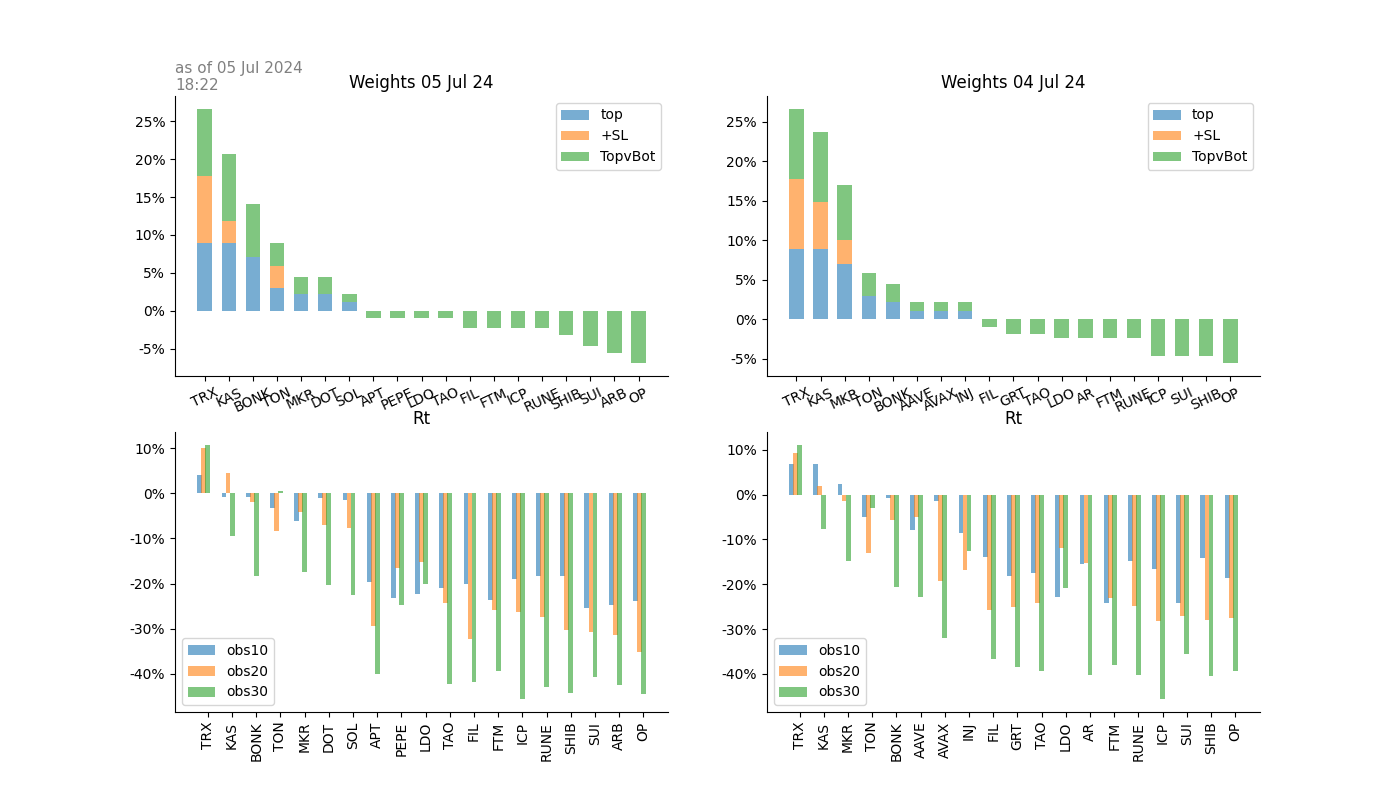 as of 05 Jul 2024
18:22
Weights 05 Jul 24
25%
20%
15%
10%
5%
0%
-5%
top
+SL
TopvBot
TRX KAS BONK TON MKR DOT SOL APT PEPE LDO TAO FIL FTM ICP RUNE SHIB SUI ARB OP
Weights 04 Jul 24
25%
20%
15%
10%
5%
0%
-5%
top
+SL
TopvBot
TRX KAS MKR TON BONK AAVE AVAX INJ FIL GRT TAO LDO AR FTM RUNE ICP SUI SHIB OP
Rt
10%
0%
-10%
-20%
-30%
-40%
obs10
obs20
obs30
TRX KAS BONK TON MKR DOT SOL APT PEPE LDO TAO FIL FTM ICP RUNE SHIB SUI ARB OP
Rt
10%
0%
-10%
-20%
-30%
-40%
obs10
obs20
obs30
TRX KAS MKR TON BONK AAVE AVAX INJ FIL GRT TAO LDO AR FTM RUNE ICP SUI SHIB OP